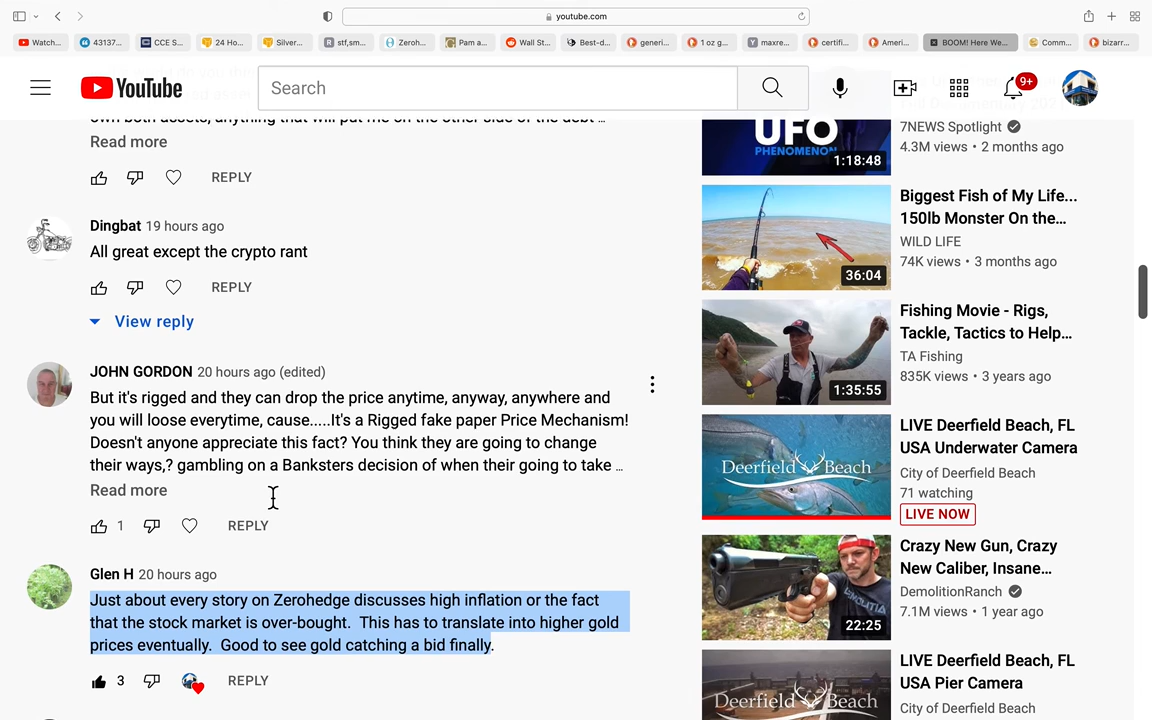 youtube.com
Watch...
43137...
CCE S...
24 Ho...
Silver...
stf,sm...
Zeroh...
Pam a...
Wall St...
Best-d...
generi...
1 oz g...
maxre...
certifi...
Ameri...
BOOM! Here We...
Comm...
bizarr...
YouTube
Search
9+
own both assets, anything that will put me on the other side of the debt ...
Read more
REPLY
Dingbat 19 hours ago
All great except the crypto rant
REPLY
View reply
JOHN GORDON 20 hours ago (edited)
But it's rigged and they can drop the price anytime, anyway, anywhere and
you will loose everytime, cause.....It's a Rigged fake paper Price Mechanism!
Doesn't anyone appreciate this fact? You think they are going to change
their ways,? gambling on a Banksters decision of when their going to take ...
Read more
1 REPLY
Glen H 20 hours ago
Just about every story on Zerohedge discusses high inflation or the fact
that the stock market is over-bought.  This has to translate into higher gold
prices eventually.  Good to see gold catching a bid finally.
3 REPLY
UFO
PHENOMENON
1:18:48
7NEWS Spotlight
4.3M views • 2 months ago
36:04
Biggest Fish of My Life...
150lb Monster On the...
WILD LIFE
74K views • 3 months ago
1:35:55
Fishing Movie - Rigs,
Tackle, Tactics to Help...
TA Fishing
835K views • 3 years ago
Deerfield Beach
LIVE Deerfield Beach, FL
USA Underwater Camera
City of Deerfield Beach
71 watching
LIVE NOW
22:25
Crazy New Gun, Crazy
New Caliber, Insane...
DemolitionRanch
7.1M views • 1 year ago
Deerfield Beach
LIVE Deerfield Beach, FL
USA Pier Camera
City of Deerfield Beach